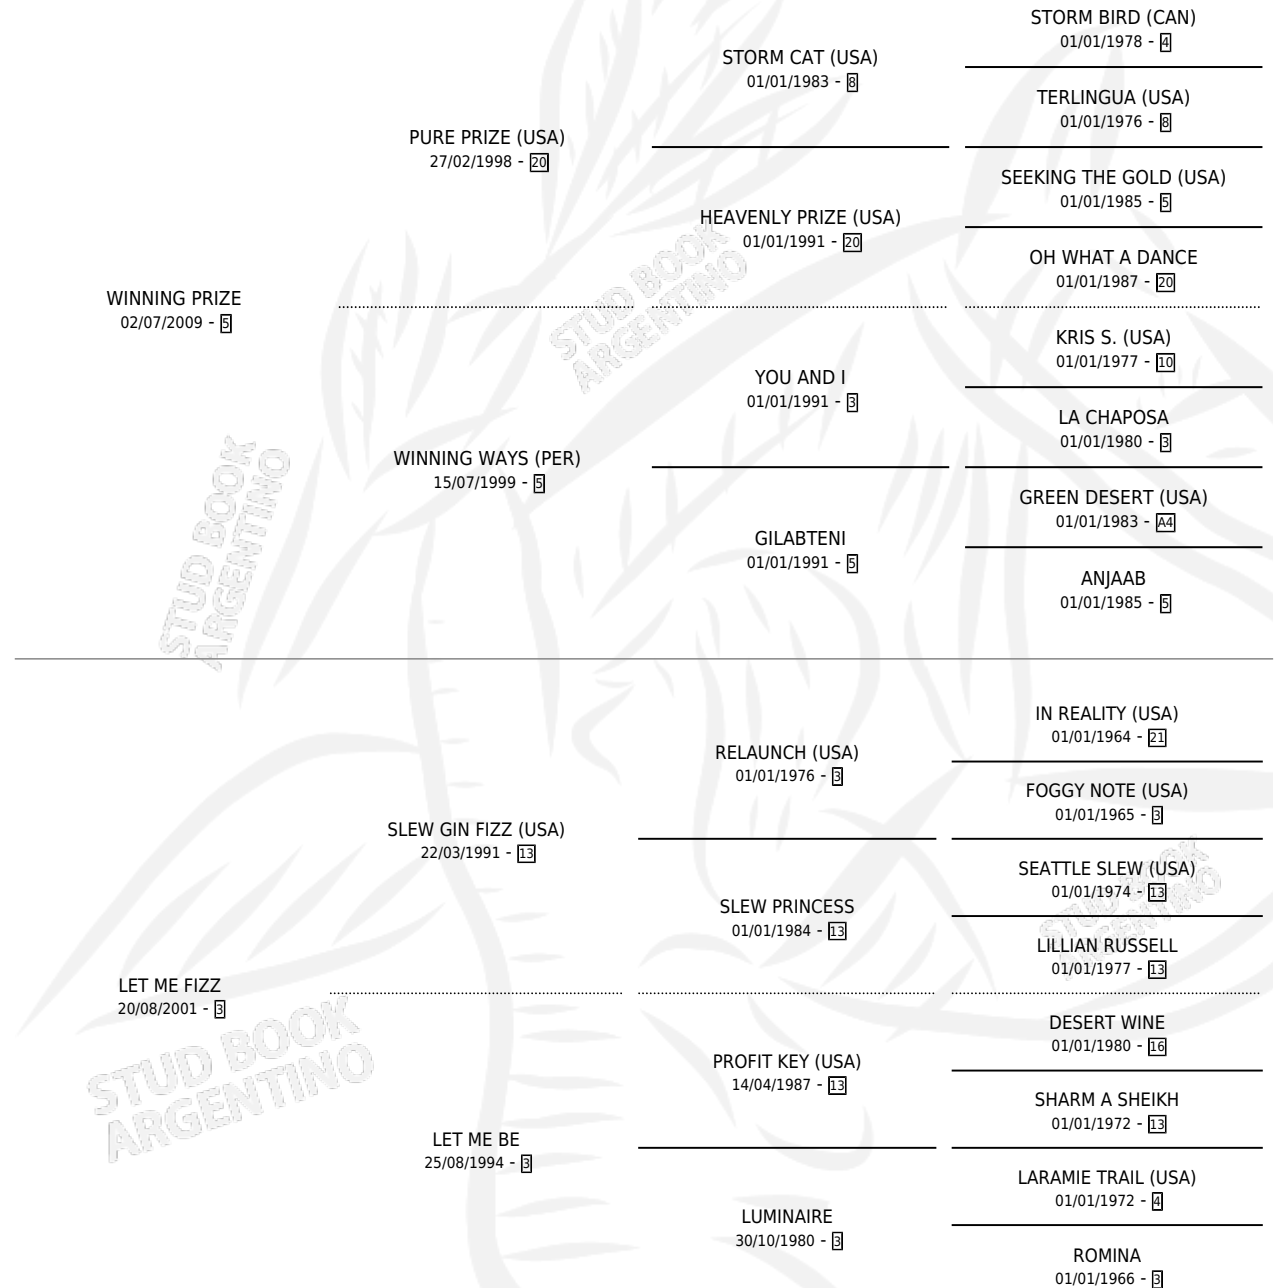 STORM BIRD (CAN)
01/01/1978 - 4
STORM CAT (USA)
01/01/1983 - 8
TERLINGUA (USA)
01/01/1976 - 8
PURE PRIZE (USA)
27/02/1998 - 20
SEEKING THE GOLD (USA)
01/01/1985 - 5
HEAVENLY PRIZE (USA)
01/01/1991 - 20
OH WHAT A DANCE
01/01/1987 - 20
WINNING PRIZE
02/07/2009 - 5
KRIS S. (USA)
01/01/1977 - 10
YOU AND I
01/01/1991 - 3
LA CHAPOSA
01/01/1980 - 3
WINNING WAYS (PER)
15/07/1999 - 5
GREEN DESERT (USA)
01/01/1983 - A4
GILABTENI
01/01/1991 - 5
ANJAAB
01/01/1985 - 5
STUD BOOK
ARGENTINO
STUD BOOK
ARGENTINO
IN REALITY (USA)
01/01/1964 - 21
RELAUNCH (USA)
01/01/1976 - 3
FOGGY NOTE (USA)
01/01/1965 - 3
SLEW GIN FIZZ (USA)
22/03/1991 - 13
SEATTLE SLEW (USA)
01/01/1974 - 13
SLEW PRINCESS
01/01/1984 - 13
LILLIAN RUSSELL
01/01/1977 - 13
STUD BOOK
ARGENTINO
LET ME FIZZ
20/08/2001 - 3
DESERT WINE
01/01/1980 - 16
PROFIT KEY (USA)
14/04/1987 - 13
SHARM A SHEIKH
01/01/1972 - 13
LET ME BE
25/08/1994 - 3
LARAMIE TRAIL (USA)
01/01/1972 - 4
LUMINAIRE
30/10/1980 - 3
ROMINA
01/01/1966 - 3
STUD BOOK
ARGENTINO